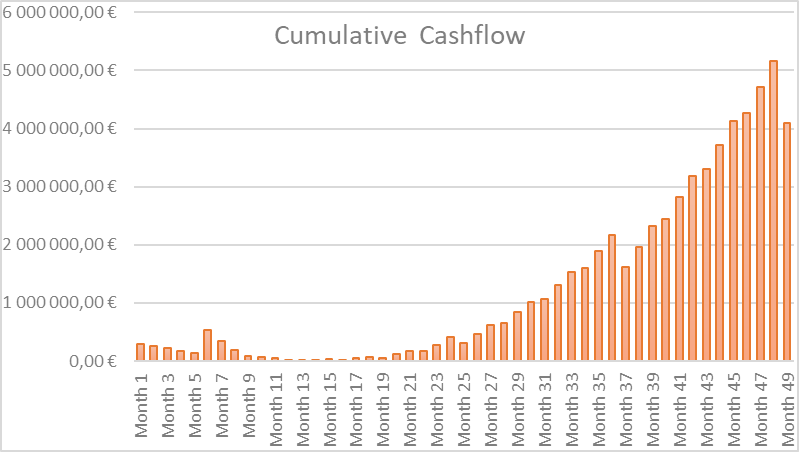 Cumulative Cashflow
6 000 000,00 €
5 000 000,00 €
4 000 000,00 €
3 000 000,00 €
2 000 000,00 €
1 000 000,00 €
0,00 €
Month 1
Month 3
Month 5
Month 7
Month 9
Month 11
Month 13
Month 15
Month 17
Month 19
Month 21
Month 23
Month 25
Month 27
Month 29
Month 31
Month 33
Month 35
Month 37
Month 39
Month 41
Month 43
Month 45
Month 47
Month 49